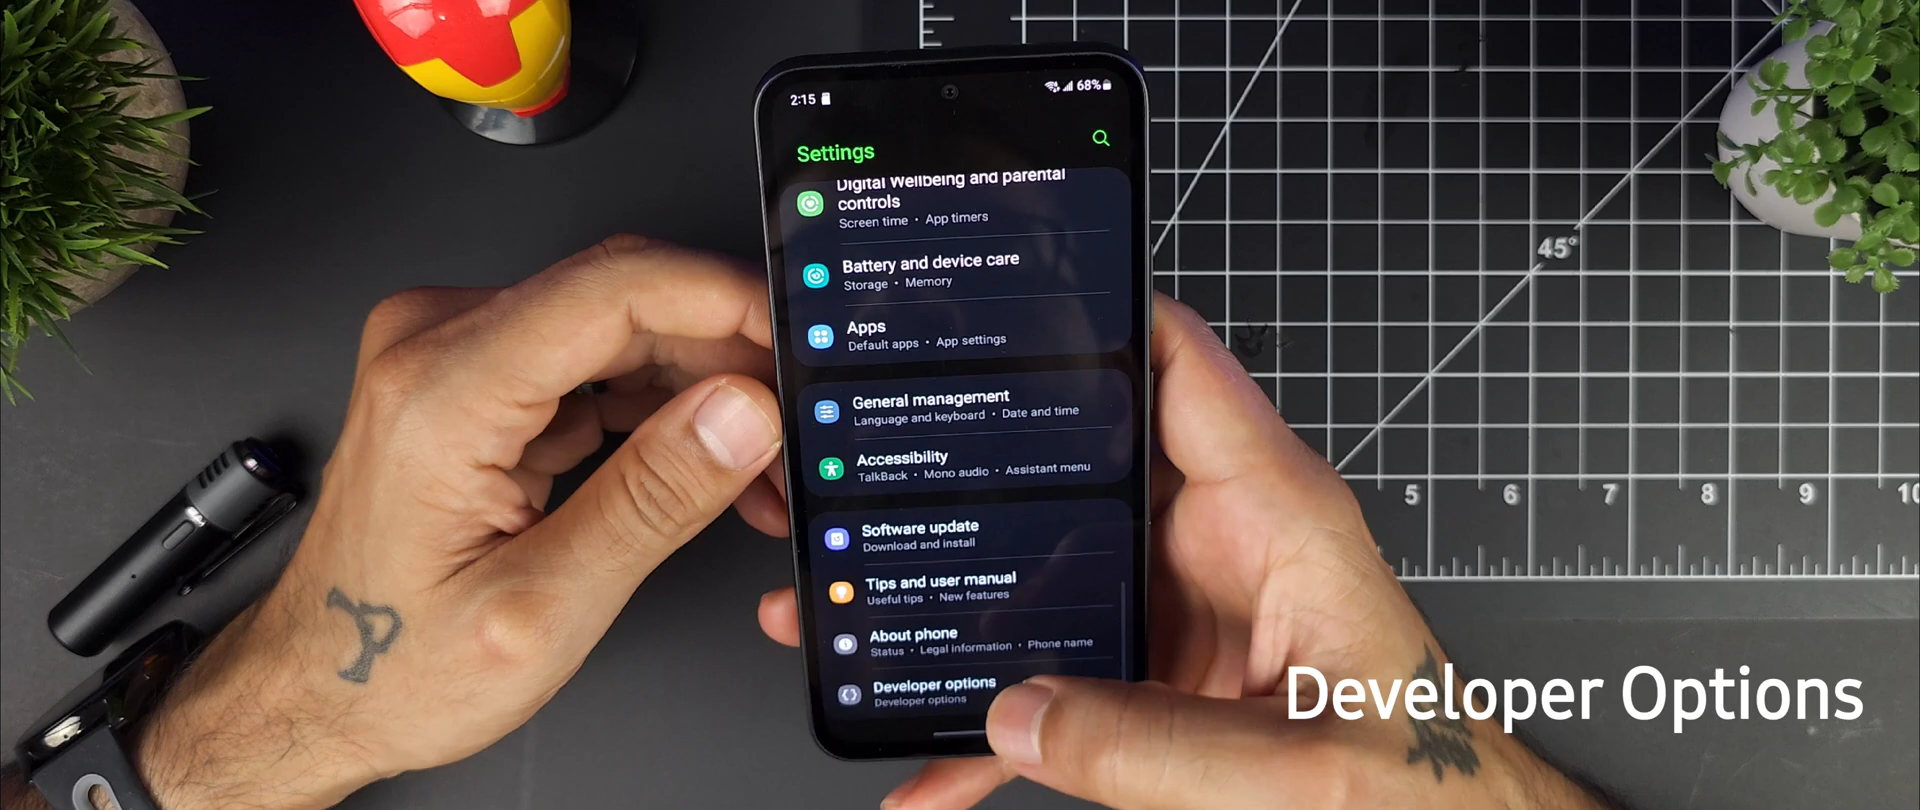 2:15
68%
Settings
Digital Wellbeing and parental
controls
Screen time • App timers
Battery and device care
Storage • Memory
Apps
Default apps • App settings
General management
Language and keyboard • Date and time
Accessibility
TalkBack • Mono audio • Assistant menu
Software update
Download and install
Tips and user manual
Useful tips • New features
About phone
Status • Legal information • Phone name
Developer options
Developer options
45°
5 6 7 8 9 10
Developer Options